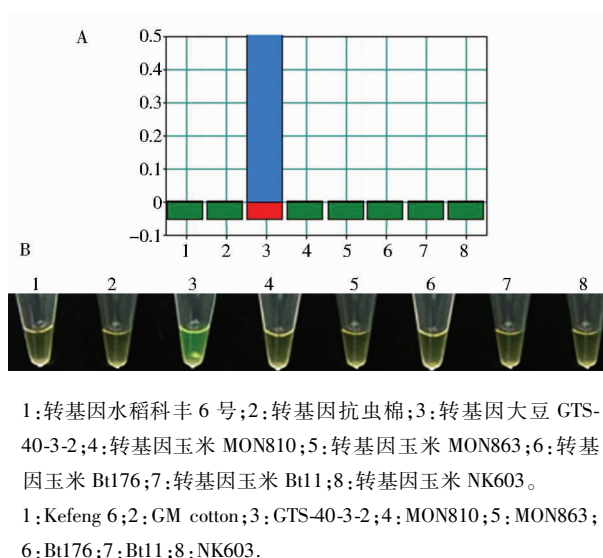 A
0.5
0.4
0.3
0.2
0.1
0
−0.1
1 2 3 4 5 6 7 8
B
1 2 3 4 5 6 7 8
1:转基因水稻科丰 6 号;2:转基因抗虫棉;3:转基因大豆 GTS-
40-3-2;4:转基因玉米 MON810;5:转基因玉米 MON863;6:转基
因玉米 Bt176;7:转基因玉米 Bt11;8:转基因玉米 NK603。
1:Kefeng 6;2:GM cotton;3:GTS-40-3-2;4:MON810;5:MON863;
6:Bt176;7:Bt11;8:NK603.